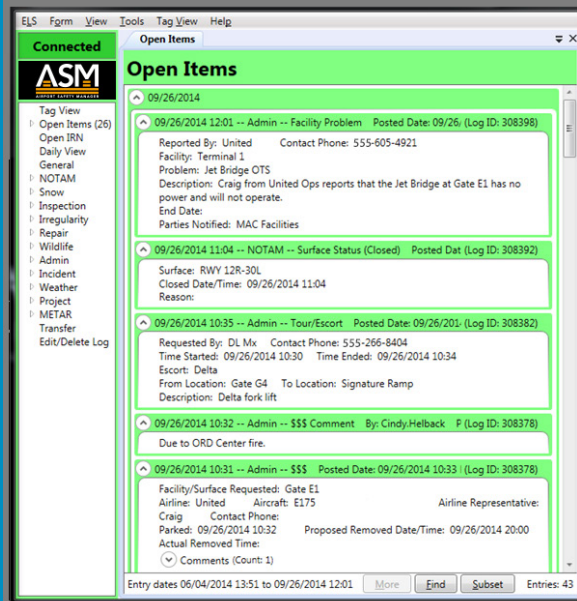 ELS Form View Tools Tag View Help
Connected
ASM
AIRPORT SAFETY MANAGER
Tag View
Open Items (26)
Open IRN
Daily View
General
NOTAM
Snow
Inspection
Irregularity
Repair
Wildlife
Admin
Incident
Weather
Project
METAR
Transfer
Edit/Delete Log
Open Items
Open Items
09/26/2014
09/26/2014 12:01 -- Admin -- Facility Problem Posted Date: 09/26/ (Log ID: 308398)
Reported By: United Contact Phone: 555-605-4921
Facility: Terminal 1
Problem: Jet Bridge OTS
Description: Craig from United Ops reports that the Jet Bridge at Gate E1 has no
power and will not operate.
End Date:
Parties Notified: MAC Facilities
09/26/2014 11:04 -- NOTAM -- Surface Status (Closed) Posted Dat (Log ID: 308392)
Surface: RWY 12R-30L
Closed Date/Time: 09/26/2014 11:04
Reason:
09/26/2014 10:35 -- Admin -- Tour/Escort Posted Date: 09/26/201 (Log ID: 308382)
Requested By: DL Mx Contact Phone: 555-266-8404
Time Started: 09/26/2014 10:30 Time Ended: 09/26/2014 10:34
Escort: Delta
From Location: Gate G4 To Location: Signature Ramp
Description: Delta fork lift
09/26/2014 10:32 -- Admin -- $$$ Comment By: Cindy.Helback P (Log ID: 308378)
Due to ORD Center fire.
09/26/2014 10:31 -- Admin -- $$$ Posted Date: 09/26/2014 10:33 (Log ID: 308378)
Facility/Surface Requested: Gate E1
Airline: United Aircraft: E175 Airline Representative:
Craig Contact Phone:
Parked: 09/26/2014 10:32 Proposed Removed Date/Time: 09/26/2014 20:00
Actual Removed Time:
Comments (Count: 1)
Entry dates 06/04/2014 13:51 to 09/26/2014 12:01 More Find Subset Entries: 43